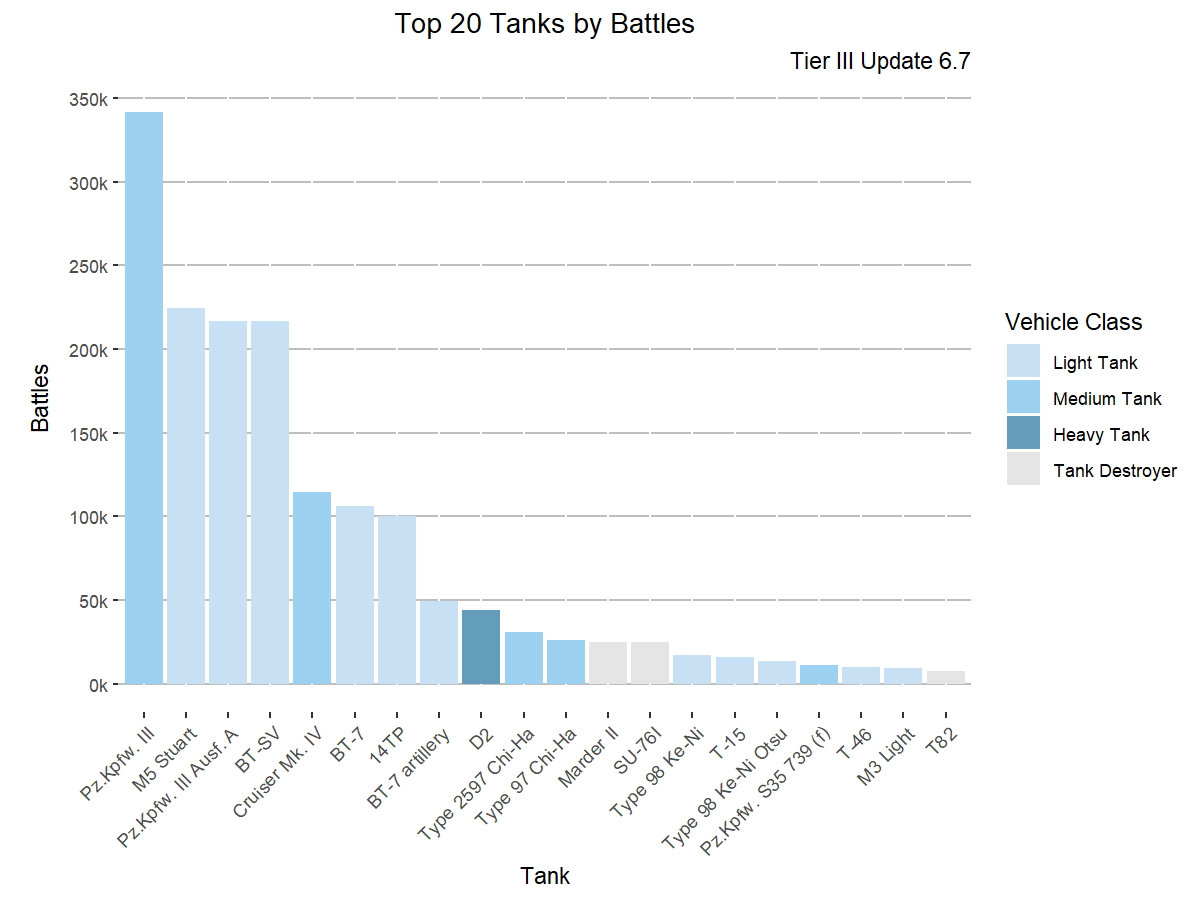 Top 20 Tanks by Battles
Tier III Update 6.7
350k
300k
250k
200k
150k
100k
50k
0k
Battles
Pz.Kpfw. III
M5 Stuart
Pz.Kpfw. III Ausf. A
BT-SV
Cruiser Mk. IV
BT-7
14TP
BT-7 artillery
D2
Type 2597 Chi-Ha
Type 97 Chi-Ha
Marder II
SU-76I
Type 98 Ke-Ni
T-15
Type 98 Ke-Ni Otsu
Pz.Kpfw. S35 739 (f)
T-46
M3 Light
T82
Tank
Vehicle Class
Light Tank
Medium Tank
Heavy Tank
Tank Destroyer